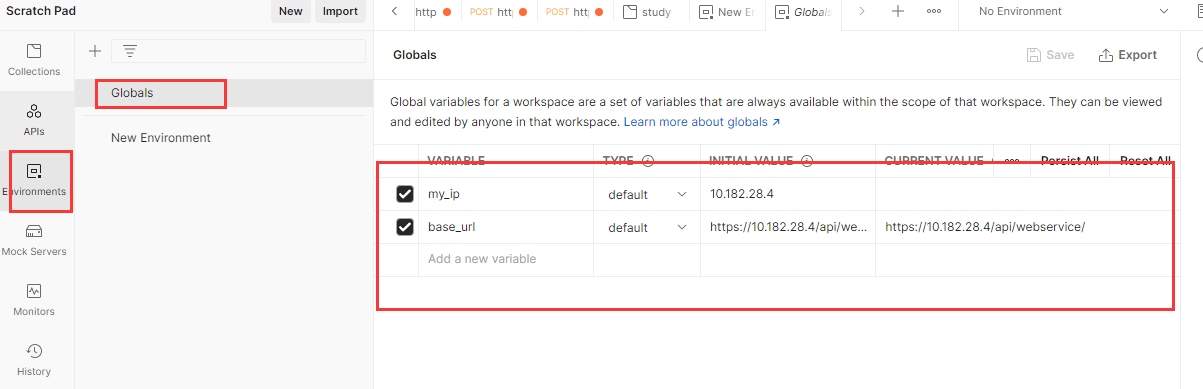 Scratch Pad
New
Import
http
POST htt
POST htt
study
New En
Globals
No Environment
Collections
APIs
Environments
Mock Servers
Monitors
History
Globals
New Environment
Globals
Save
Export
Global variables for a workspace are a set of variables that are always available within the scope of that workspace. They can be viewed
and edited by anyone in that workspace. Learn more about globals ↗
VARIABLE TYPE INITIAL VALUE CURRENT VALUE Persist All Reset All
my_ip default 10.182.28.4
base_url default https://10.182.28.4/api/we... https://10.182.28.4/api/webservice/
Add a new variable